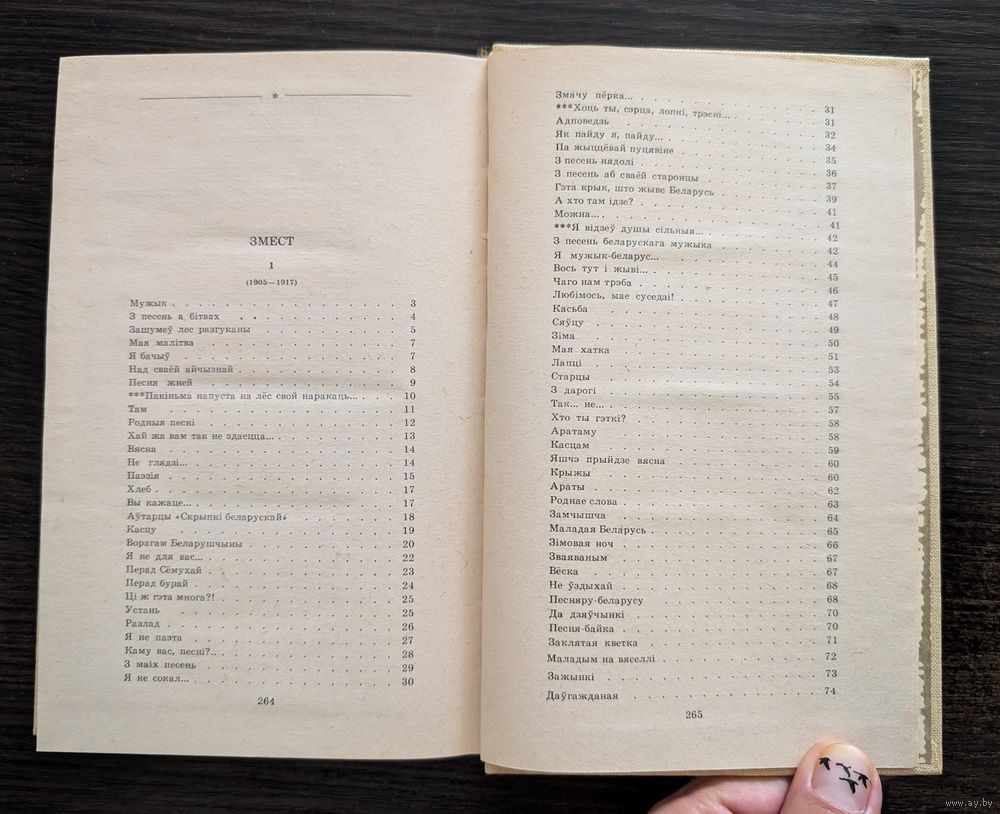 *
ЗМЕСТ
1
(1905—1917)
Мужык 3
З песень а бітвах 4
Зашумеў лес разгуканы 5
Мая малітва 7
Я бачыў 7
Над сваёй айчызнай 8
Песня жней 9
***Пакіньма напуста на лёс свой наракаць... 10
Там 11
Родныя песні 12
Хай жа вам так не здаецца... 13
Вясна 14
Не глядзі... 14
Паэзія 15
Хлеб 17
Вы кажаце... 17
Аўтарцы «Скрыпкі беларускай» 18
Касцу 19
Ворагам Беларушчыны 20
Я не для вас... 22
Перад Сёмухай 23
Перад бурай 24
Ці ж гэта многа?! 25
Устань 25
Разлад 26
Я не паэта 27
Каму вас, песні?.. 28
З маіх песень 29
Я не сокал... 30
264
Змачу пёрка... 31
***Хоць ты, сэрца, лопні, трэсні... 31
Адповедзь 32
Як пайду я, пайду... 34
Па жыццёвай пуцявіне 35
З песень нядолі 36
З песень аб сваёй старонцы 37
Гэта крык, што жыве Беларусь 39
А хто там ідзе? 41
Можна... 41
***Я відзеў душы сільныя... 42
З песень беларускага мужыка 42
Я мужык-беларус... 44
Вось тут і жыві... 45
Чаго нам трэба 46
Любімось, мае суседзі! 47
Касьба 48
Сяўцу 49
Зіма 50
Мая хатка 51
Лапці 53
Старцы 54
З дарогі 55
Так... не... 57
Хто ты гэткі? 58
Аратаму 58
Касцам 59
Яшчэ прыйдзе вясна 60
Крыжы 60
Араты 62
Роднае слова 63
Замчышча 64
Маладая Беларусь 65
Зімовая ноч 66
Зваяваным 67
Вёска 67
Не ўздыхай 68
Песняру-беларусу 68
Да дзяўчынкі 70
Песня-байка 70
Заклятая кветка 71
Маладым на вяселлі 72
Зажынкі 73
Даўгажданая 74
265
www.ay.by